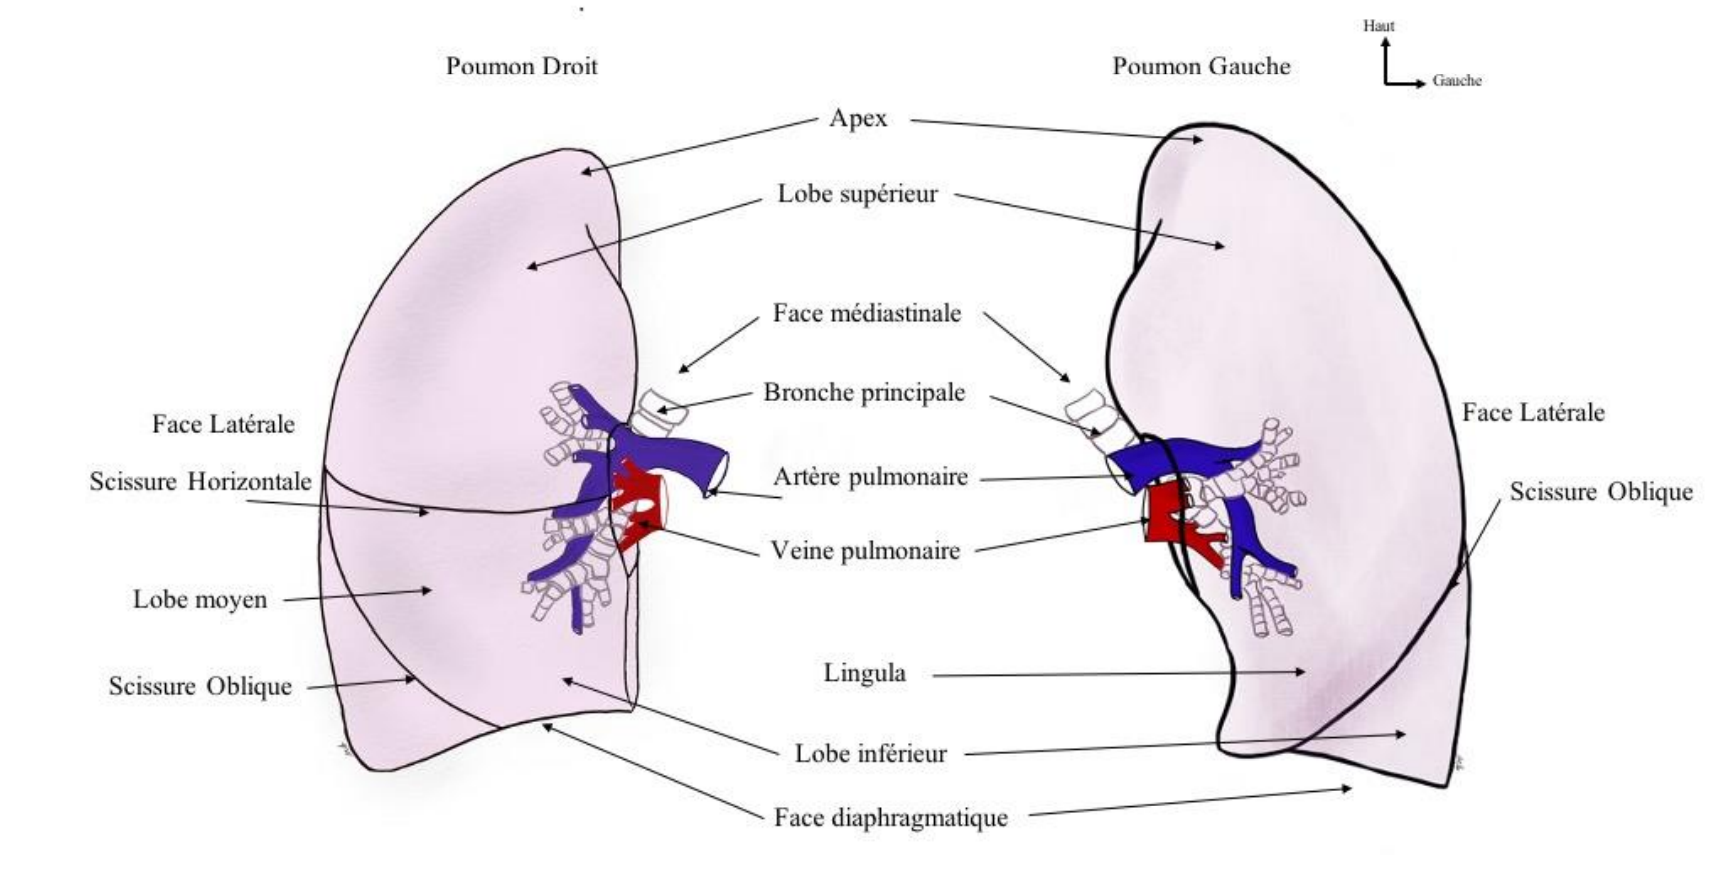 Haut
Gauche
Poumon Droit
Poumon Gauche
Apex
Lobe supérieur
Face médiastinale
Bronche principale
Face Latérale
Face Latérale
Artère pulmonaire
Scissure Horizontale
Scissure Oblique
Veine pulmonaire
Lobe moyen
Lingula
Scissure Oblique
Lobe inférieur
Face diaphragmatique